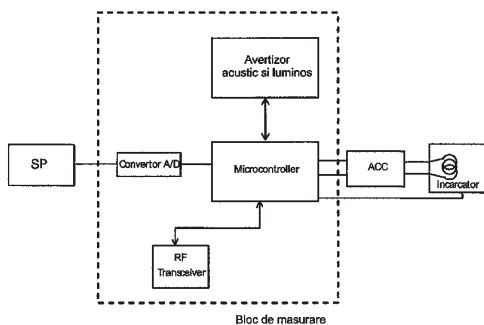 Avertizor
acustic si luminos
SP
Convertor A/D
Microcontroller
ACC
Incarcator
RF
Transceiver
Bloc de masurare